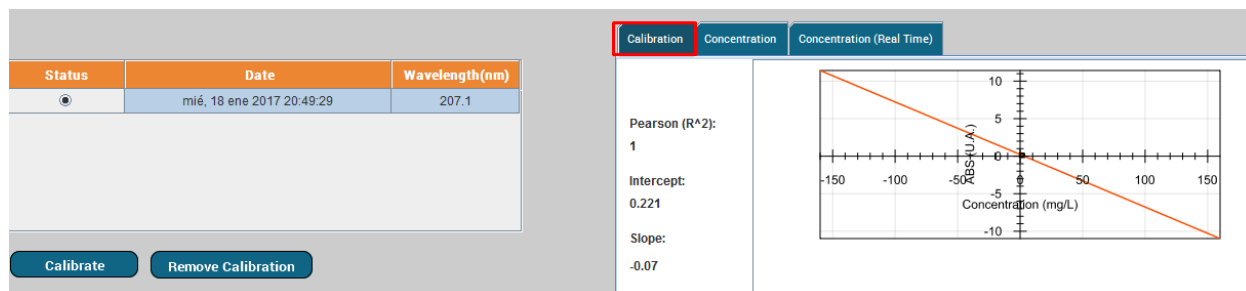 Status Date Wavelength(nm)
mié, 18 ene 2017 20:49:29 207.1
Calibrate Remove Calibration
Calibration Concentration Concentration (Real Time)
Pearson (R^2):
1
Intercept:
0.221
Slope:
-0.07
10
5
0
-5
-10
ABS (U.A.)
-150 -100 -50 0 50 100 150
Concentration (mg/L)